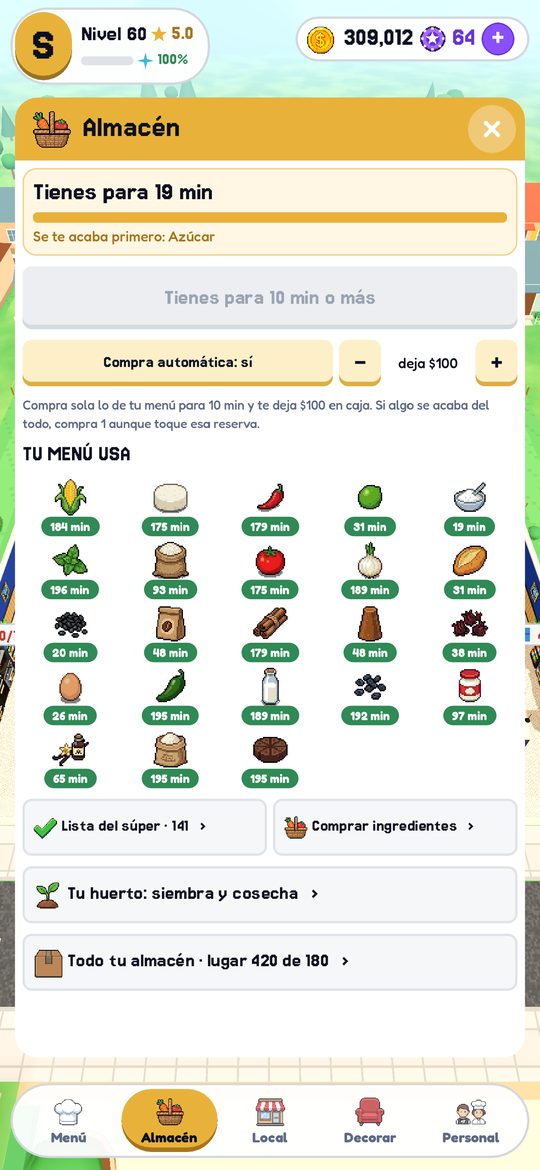 S
Nivel 60 5.0
100%
309,012 64 +
Almacén
Tienes para 19 min
Se te acaba primero: Azúcar
Tienes para 10 min o más
Compra automática: sí − deja $100 +
Compra sola lo de tu menú para 10 min y te deja $100 en caja. Si algo se acaba del
todo, compra 1 aunque toque esa reserva.
TU MENÚ USA
184 min 175 min 179 min 31 min 19 min
196 min 93 min 175 min 189 min 31 min
20 min 48 min 179 min 48 min 38 min
26 min 195 min 189 min 192 min 97 min
65 min 195 min 195 min
Lista del súper · 141 ›
Comprar ingredientes ›
Tu huerto: siembra y cosecha ›
Todo tu almacén · lugar 420 de 180 ›
Menú Almacén Local Decorar Personal